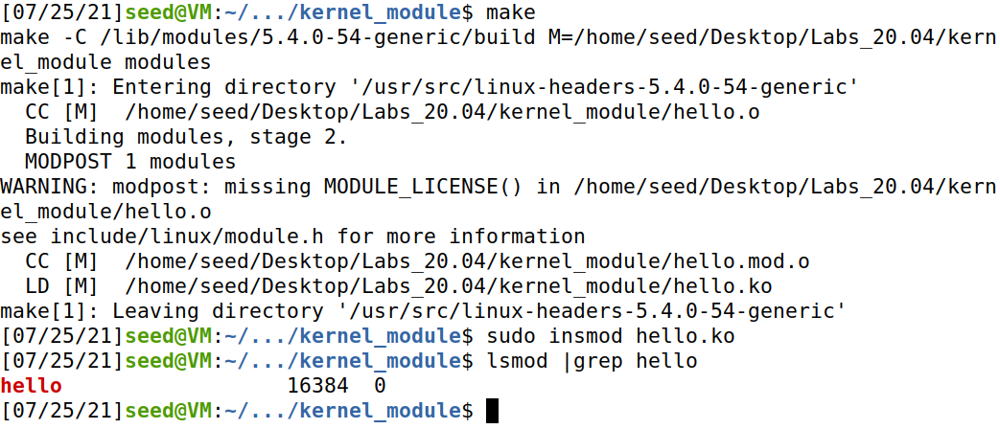 [07/25/21]seed@VM:~/.../kernel_module$ make
make -C /lib/modules/5.4.0-54-generic/build M=/home/seed/Desktop/Labs_20.04/kern
el_module modules
make[1]: Entering directory '/usr/src/linux-headers-5.4.0-54-generic'
  CC [M]  /home/seed/Desktop/Labs_20.04/kernel_module/hello.o
  Building modules, stage 2.
  MODPOST 1 modules
WARNING: modpost: missing MODULE_LICENSE() in /home/seed/Desktop/Labs_20.04/kern
el_module/hello.o
see include/linux/module.h for more information
  CC [M]  /home/seed/Desktop/Labs_20.04/kernel_module/hello.mod.o
  LD [M]  /home/seed/Desktop/Labs_20.04/kernel_module/hello.ko
make[1]: Leaving directory '/usr/src/linux-headers-5.4.0-54-generic'
[07/25/21]seed@VM:~/.../kernel_module$ sudo insmod hello.ko
[07/25/21]seed@VM:~/.../kernel_module$ lsmod |grep hello
hello                  16384  0
[07/25/21]seed@VM:~/.../kernel_module$